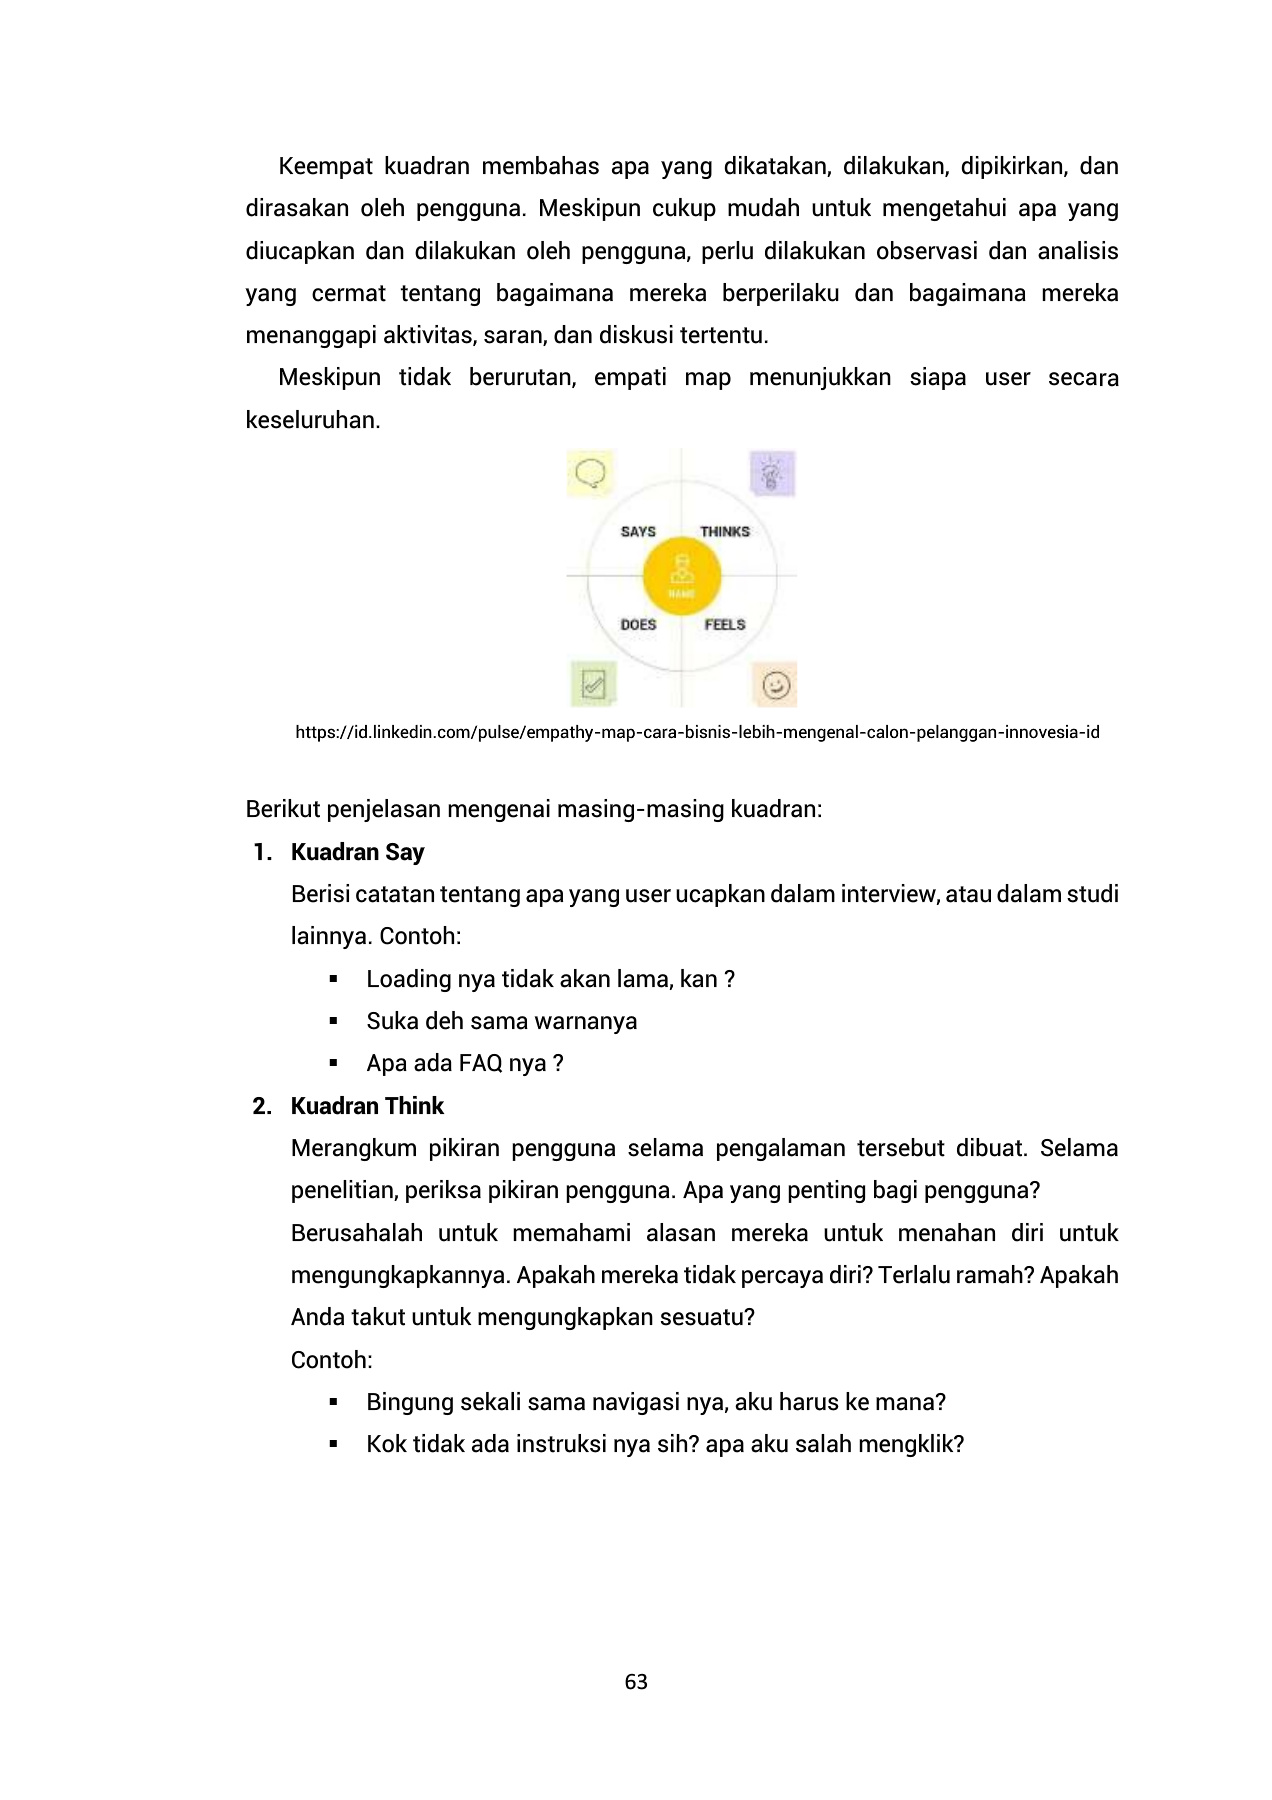 Keempat kuadran membahas apa yang dikatakan, dilakukan, dipikirkan, dan
dirasakan oleh pengguna. Meskipun cukup mudah untuk mengetahui apa yang
diucapkan dan dilakukan oleh pengguna, perlu dilakukan observasi dan analisis
yang cermat tentang bagaimana mereka berperilaku dan bagaimana mereka
menanggapi aktivitas, saran, dan diskusi tertentu.
Meskipun tidak berurutan, empati map menunjukkan siapa user secara
keseluruhan.
SAYS THINKS
NAME
DOES FEELS
https://id.linkedin.com/pulse/empathy-map-cara-bisnis-lebih-mengenal-calon-pelanggan-innovesia-id
Berikut penjelasan mengenai masing-masing kuadran:
1. Kuadran Say
Berisi catatan tentang apa yang user ucapkan dalam interview, atau dalam studi
lainnya. Contoh:
▪ Loading nya tidak akan lama, kan ?
▪ Suka deh sama warnanya
▪ Apa ada FAQ nya ?
2. Kuadran Think
Merangkum pikiran pengguna selama pengalaman tersebut dibuat. Selama
penelitian, periksa pikiran pengguna. Apa yang penting bagi pengguna?
Berusahalah untuk memahami alasan mereka untuk menahan diri untuk
mengungkapkannya. Apakah mereka tidak percaya diri? Terlalu ramah? Apakah
Anda takut untuk mengungkapkan sesuatu?
Contoh:
▪ Bingung sekali sama navigasi nya, aku harus ke mana?
▪ Kok tidak ada instruksi nya sih? apa aku salah mengklik?
63